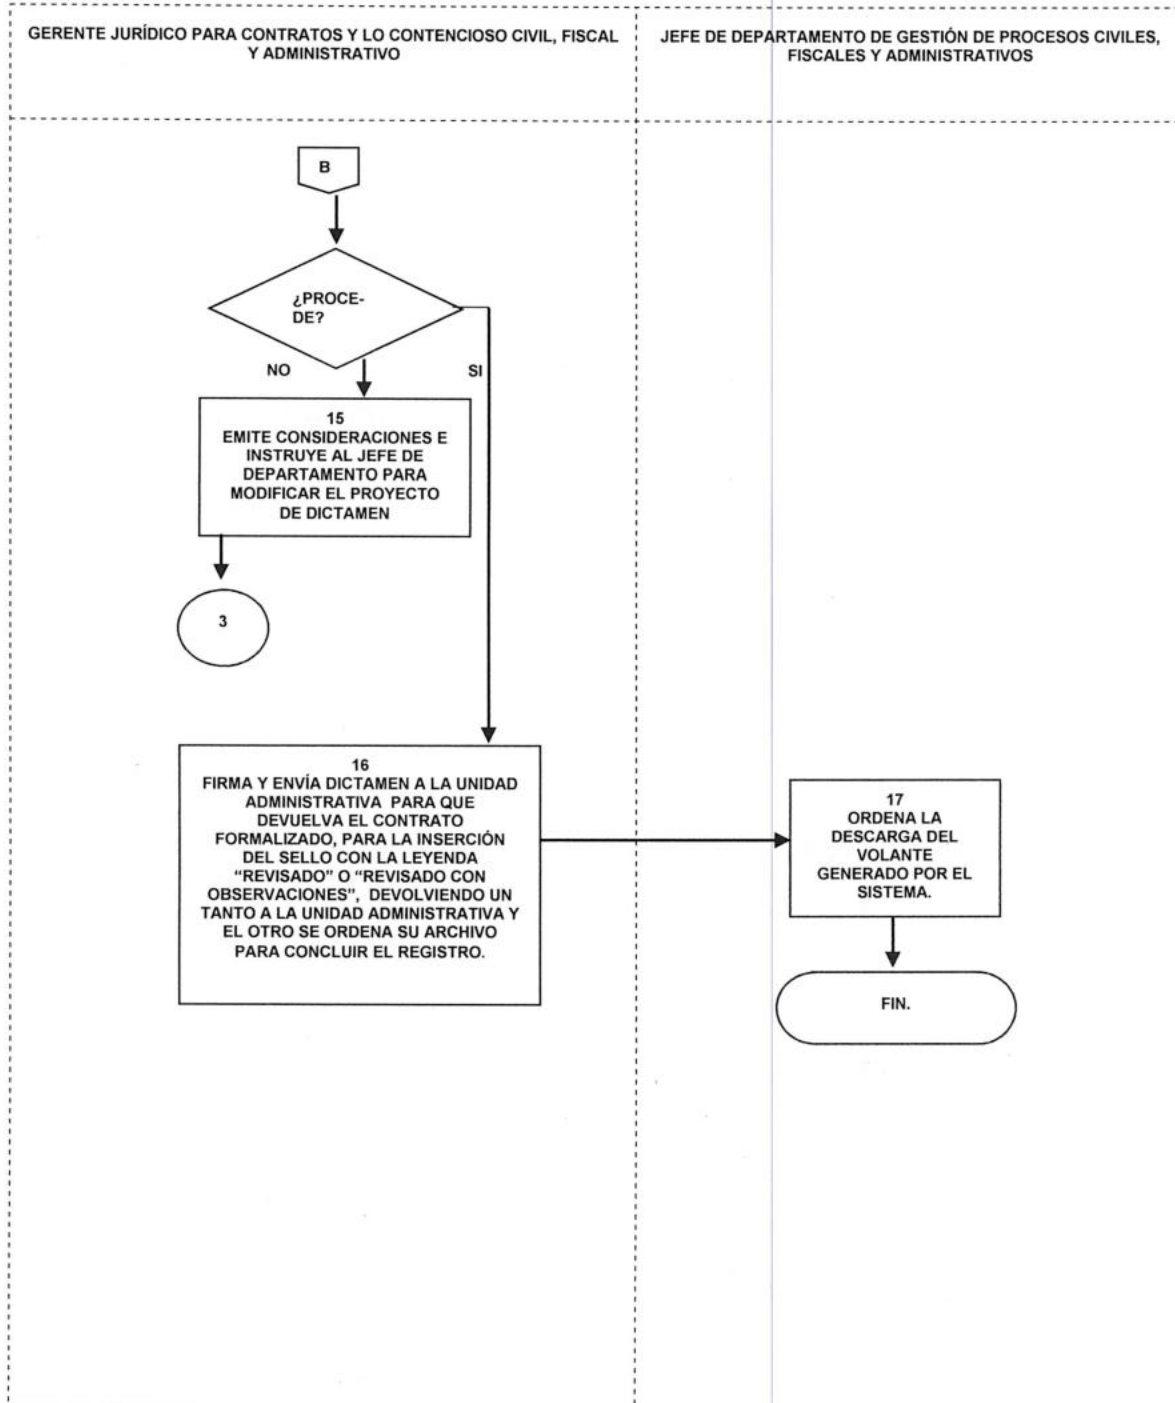 GERENTE JURÍDICO PARA CONTRATOS Y LO CONTENCIOSO CIVIL, FISCAL
Y ADMINISTRATIVO
JEFE DE DEPARTAMENTO DE GESTIÓN DE PROCESOS CIVILES,
FISCALES Y ADMINISTRATIVOS
B
¿PROCE-
DE?
NO
SI
15
EMITE CONSIDERACIONES E
INSTRUYE AL JEFE DE
DEPARTAMENTO PARA
MODIFICAR EL PROYECTO
DE DICTAMEN
3
16
FIRMA Y ENVÍA DICTAMEN A LA UNIDAD
ADMINISTRATIVA PARA QUE
DEVUELVA EL CONTRATO
FORMALIZADO, PARA LA INSERCIÓN
DEL SELLO CON LA LEYENDA
“REVISADO” O “REVISADO CON
OBSERVACIONES”, DEVOLVIENDO UN
TANTO A LA UNIDAD ADMINISTRATIVA Y
EL OTRO SE ORDENA SU ARCHIVO
PARA CONCLUIR EL REGISTRO.
17
ORDENA LA
DESCARGA DEL
VOLANTE
GENERADO POR EL
SISTEMA.
FIN.